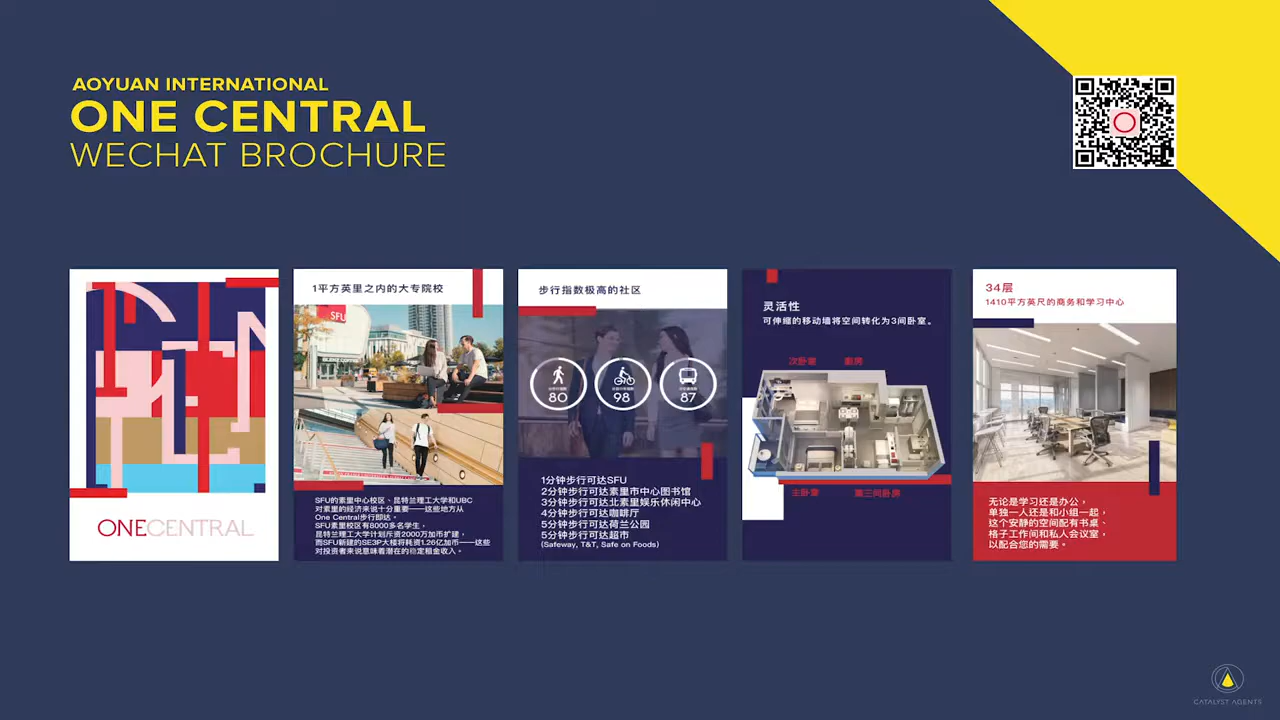 AOYUAN INTERNATIONAL
ONE CENTRAL
WECHAT BROCHURE
ONECENTRAL
1平方英里之内的大专院校
SFU
SFU的素里中心校区、昆特兰理工大学和UBC
对素里的经济来说十分重要——这些地方从
One Central步行即达。
SFU素里校区有8000多名学生，
昆特兰理工大学计划斥资2000万加币扩建，
而SFU新建的SE3P大楼将耗资1.26亿加币——这些
对投资者来说意味着潜在的稳定租金收入。
步行指数极高的社区
80
98
87
1分钟步行可达SFU
2分钟步行可达素里市中心图书馆
3分钟步行可达北素里娱乐休闲中心
4分钟步行可达咖啡厅
5分钟步行可达荷兰公园
5分钟步行可达超市
(Safeway, T&T, Safe on Foods)
灵活性
可伸缩的移动墙将空间转化为3间卧室。
次卧室 厨房
主卧室 第三间卧房
34层
1410平方英尺的商务和学习中心
无论是学习还是办公，
单独一人还是和小组一起，
这个安静的空间配有书桌、
格子工作间和私人会议室，
以配合您的需要。
CATALYST AGENTS